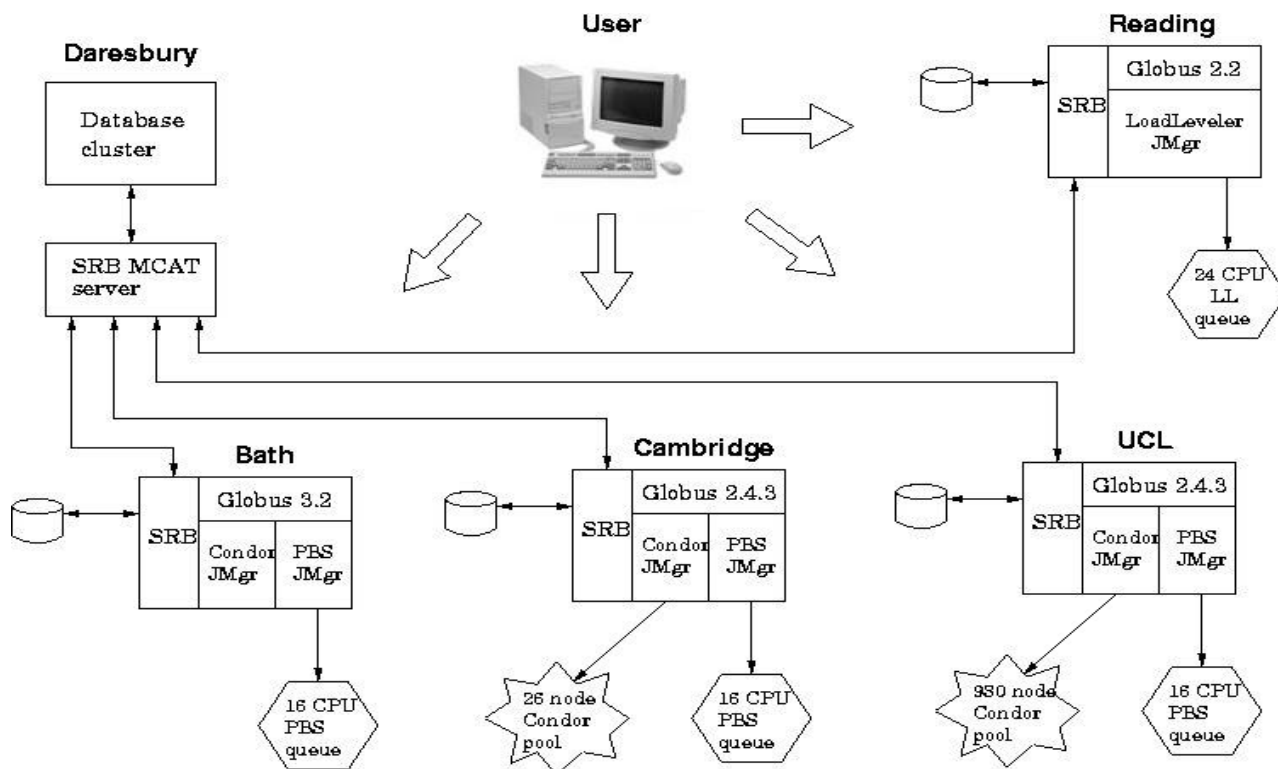 User
Reading
Daresbury
Database
cluster
SRB MCAT
server
SRB
Globus 2.2
LoadLeveler
JMgr
24 CPU
LL
queue
Bath
SRB
Globus 3.2
Condor
JMgr
PBS
JMgr
16 CPU
PBS
queue
Cambridge
SRB
Globus 2.4.3
Condor
JMgr
PBS
JMgr
26 node
Condor
pool
16 CPU
PBS
queue
UCL
SRB
Globus 2.4.3
Condor
JMgr
PBS
JMgr
930 node
Condor
pool
16 CPU
PBS
queue